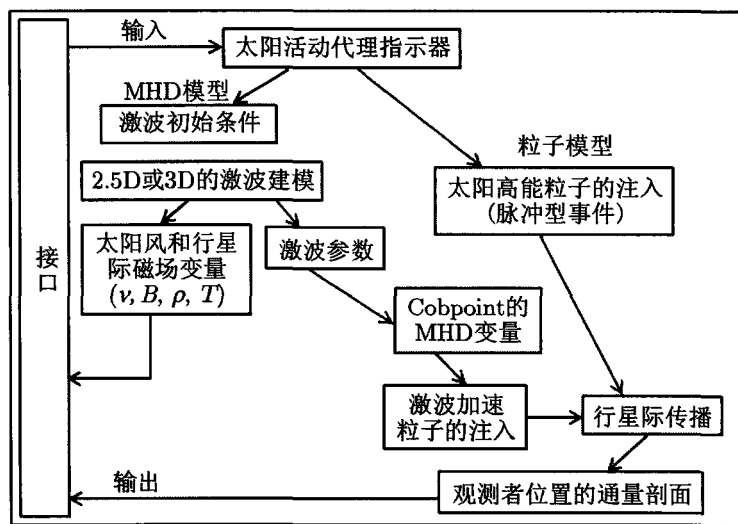 输入
太阳活动代理指示器
MHD模型
激波初始条件
粒子模型
2.5D或3D的激波建模
太阳高能粒子的注入
(脉冲型事件)
接口
太阳风和行星
际磁场变量
(v, B, ρ, T)
激波参数
Cobpoint的
MHD变量
激波加速
粒子的注入
行星际传播
输出
观测者位置的通量剖面